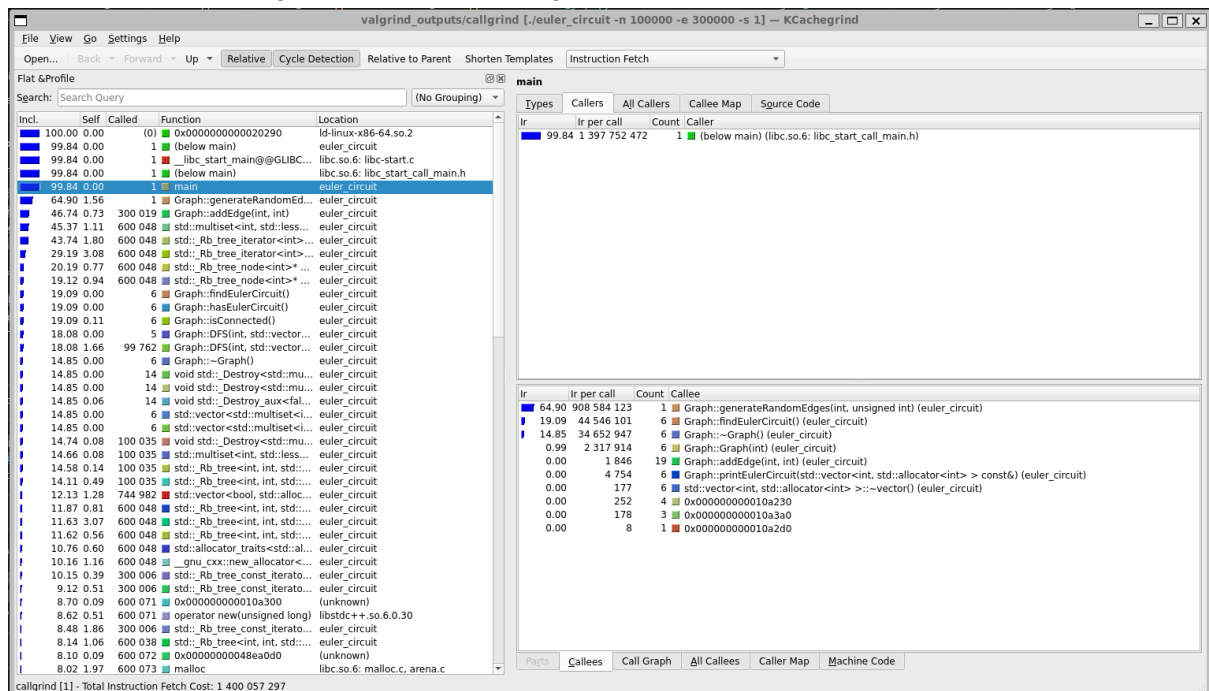 valgrind_outputs/callgrind [./euler_circuit -n 100000 -e 300000 -s 1] — KCachegrind
File View Go Settings Help
Open... Back Forward Up Relative Cycle Detection Relative to Parent Shorten Templates Instruction Fetch
Flat &Profile
Search: Search Query (No Grouping)
Incl. Self Called Function Location
100.00 0.00 (0) 0x0000000000020290 ld-linux-x86-64.so.2
99.84 0.00 1 (below main) euler_circuit
99.84 0.00 1 __libc_start_main@@GLIBC... libc.so.6: libc-start.c
99.84 0.00 1 (below main) libc.so.6: libc_start_call_main.h
99.84 0.00 1 main euler_circuit
64.90 1.56 1 Graph::generateRandomEd... euler_circuit
46.74 0.73 300 019 Graph::addEdge(int, int) euler_circuit
45.37 1.11 600 048 std::multiset<int, std::less... euler_circuit
43.74 1.80 600 048 std::_Rb_tree_iterator<int>... euler_circuit
29.19 3.08 600 048 std::_Rb_tree_iterator<int>... euler_circuit
20.19 0.77 600 048 std::_Rb_tree_node<int>* ... euler_circuit
19.12 0.94 600 048 std::_Rb_tree_node<int>* ... euler_circuit
19.09 0.00 6 Graph::findEulerCircuit() euler_circuit
19.09 0.00 6 Graph::hasEulerCircuit() euler_circuit
19.09 0.11 6 Graph::isConnected() euler_circuit
18.08 0.00 5 Graph::DFS(int, std::vector... euler_circuit
18.08 1.66 99 762 Graph::DFS(int, std::vector... euler_circuit
14.85 0.00 6 Graph::~Graph() euler_circuit
14.85 0.00 14 void std::_Destroy<std::mu... euler_circuit
14.85 0.00 14 void std::_Destroy<std::mu... euler_circuit
14.85 0.06 14 void std::_Destroy_aux<fal... euler_circuit
14.85 0.00 6 std::vector<std::multiset<i... euler_circuit
14.85 0.00 6 std::vector<std::multiset<i... euler_circuit
14.74 0.08 100 035 void std::_Destroy<std::mu... euler_circuit
14.66 0.08 100 035 std::multiset<int, std::less... euler_circuit
14.58 0.14 100 035 std::_Rb_tree<int, int, std::... euler_circuit
14.11 0.49 100 035 std::_Rb_tree<int, int, std::... euler_circuit
12.13 1.28 744 982 std::vector<bool, std::alloc... euler_circuit
11.87 0.81 600 048 std::_Rb_tree<int, int, std::... euler_circuit
11.63 3.07 600 048 std::_Rb_tree<int, int, std::... euler_circuit
11.62 0.56 600 048 std::_Rb_tree<int, int, std::... euler_circuit
10.76 0.60 600 048 std::allocator_traits<std::al... euler_circuit
10.16 1.16 600 048 __gnu_cxx::new_allocator<... euler_circuit
10.15 0.39 300 006 std::_Rb_tree_const_iterato... euler_circuit
9.12 0.51 300 006 std::_Rb_tree_const_iterato... euler_circuit
8.70 0.09 600 071 0x000000000010a300 (unknown)
8.62 0.51 600 071 operator new(unsigned long) libstdc++.so.6.0.30
8.48 1.86 300 006 std::_Rb_tree_const_iterato... euler_circuit
8.14 1.06 600 038 std::_Rb_tree<int, int, std::... euler_circuit
8.10 0.09 600 072 0x00000000048ea0d0 (unknown)
8.02 1.97 600 073 malloc libc.so.6: malloc.c, arena.c
main
Types Callers All Callers Callee Map Source Code
Ir Ir per call Count Caller
99.84 1 397 752 472 1 (below main) (libc.so.6: libc_start_call_main.h)
Ir Ir per call Count Callee
64.90 908 584 123 1 Graph::generateRandomEdges(int, unsigned int) (euler_circuit)
19.09 44 546 101 6 Graph::findEulerCircuit() (euler_circuit)
14.85 34 652 947 6 Graph::~Graph() (euler_circuit)
0.99 2 317 914 6 Graph::Graph(int) (euler_circuit)
0.00 1 846 19 Graph::addEdge(int, int) (euler_circuit)
0.00 4 754 6 Graph::printEulerCircuit(std::vector<int, std::allocator<int> > const&) (euler_circuit)
0.00 177 6 std::vector<int, std::allocator<int> >::~vector() (euler_circuit)
0.00 252 4 0x000000000010a230
0.00 178 3 0x000000000010a3a0
0.00 8 1 0x000000000010a2d0
Parts Callees Call Graph All Callees Caller Map Machine Code
callgrind [1] - Total Instruction Fetch Cost: 1 400 057 297